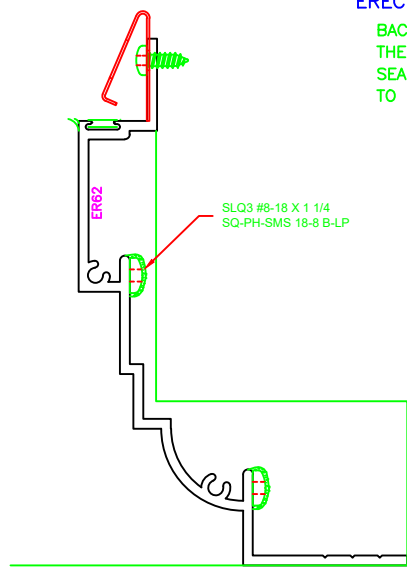 EREC
BAC
THE
SEA
TO
ER62
SLQ3 #8-18 X 1 1/4
SQ-PH-SMS 18-8 B-LP